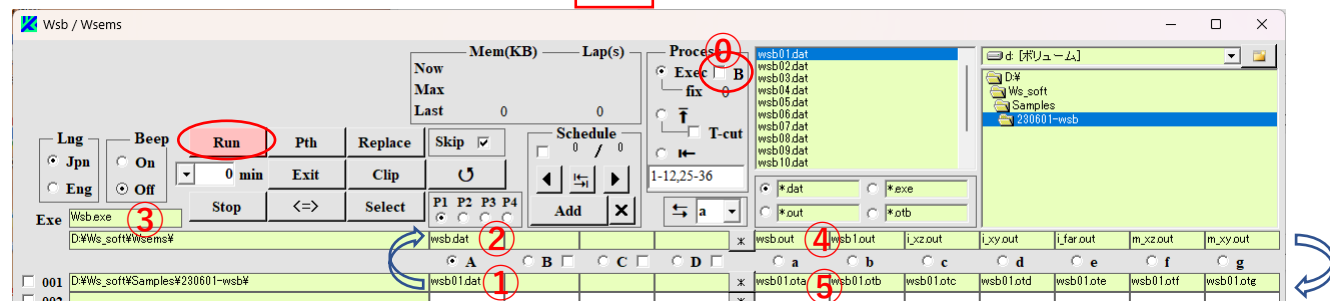 Wsb / Wsems
Mem(KB) Lap(s)
Now
Max
Last 0 0
Process
⓪
Exec B
fix 0
T-cut
1-12,25-36
a
wsb01.dat
wsb02.dat
wsb03.dat
wsb04.dat
wsb05.dat
wsb06.dat
wsb07.dat
wsb08.dat
wsb09.dat
wsb10.dat
*.dat *.exe
*.out *.otb
d: [ボリューム]
D:¥
Ws_soft
Samples
230601-wsb
Lng Beep
Jpn On
Eng Off
Run Pth Replace
0 min Exit Clip
Stop <=> Select
Skip
P1 P2 P3 P4
Schedule
0 / 0
Add X
Exe Wsb.exe ③
D:¥Ws_soft¥Wsems¥ wsb.dat ② * wsb.out ④ wsb1.out i_xz.out i_xy.out i_far.out m_xz.out m_xy.out
A B C D a b c d e f g
001 D:¥Ws_soft¥Samples¥230601-wsb¥ wsb01.dat ① * wsb01.ota ⑤ wsb01.otb wsb01.otc wsb01.otd wsb01.ote wsb01.otf wsb01.otg
002 *